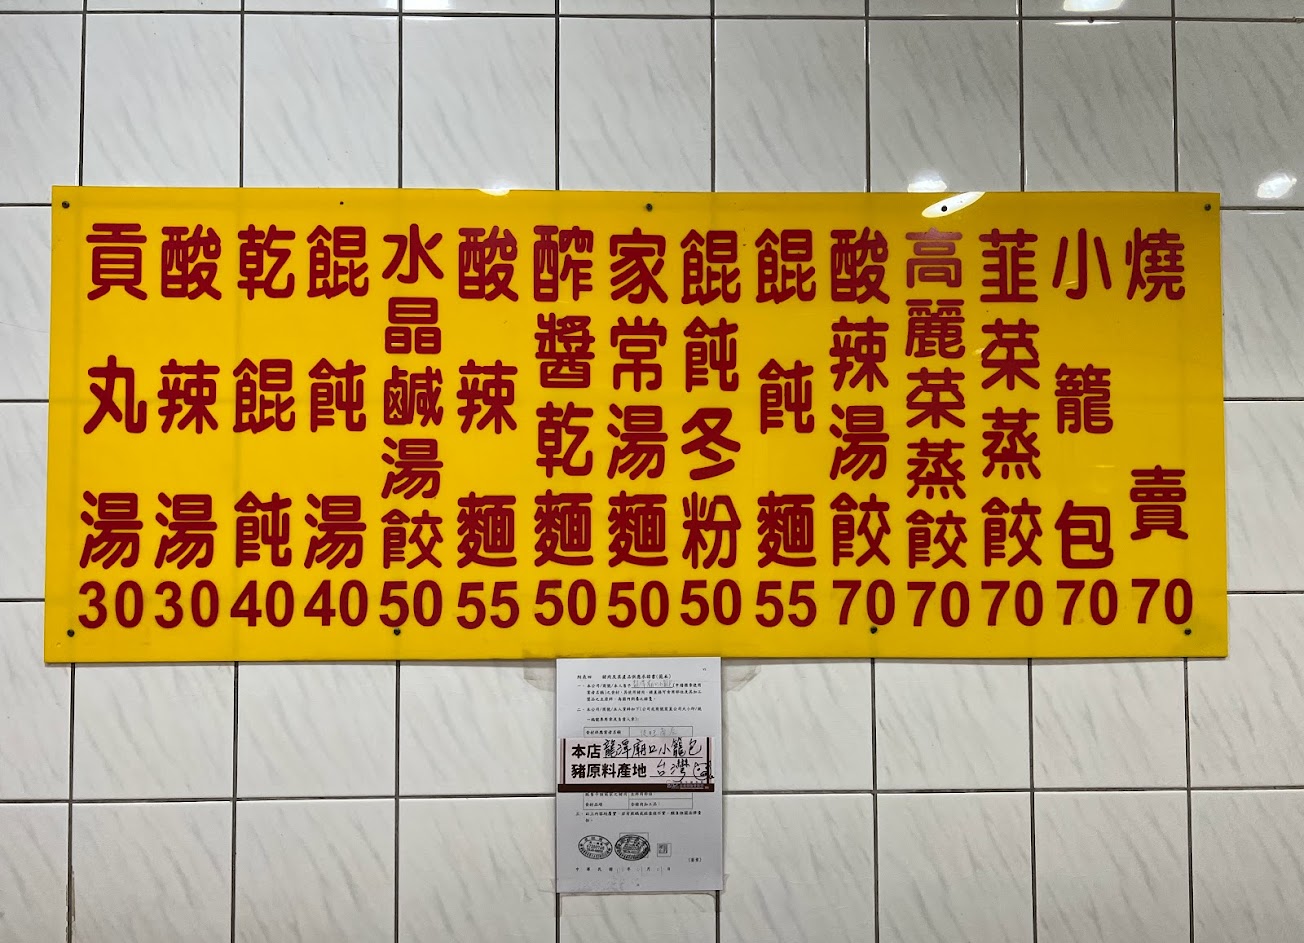 燒賣70
小籠包70
韮菜蒸餃70
高麗菜蒸餃70
酸辣湯餃70
餛飩麵55
餛飩冬粉50
家常湯麵50
醡醬乾麵50
酸辣麵55
水晶鹹湯餃50
餛飩湯40
乾餛飩40
酸辣湯30
貢丸湯30
本店龍潭廟口小籠包
豬原料產地 台灣